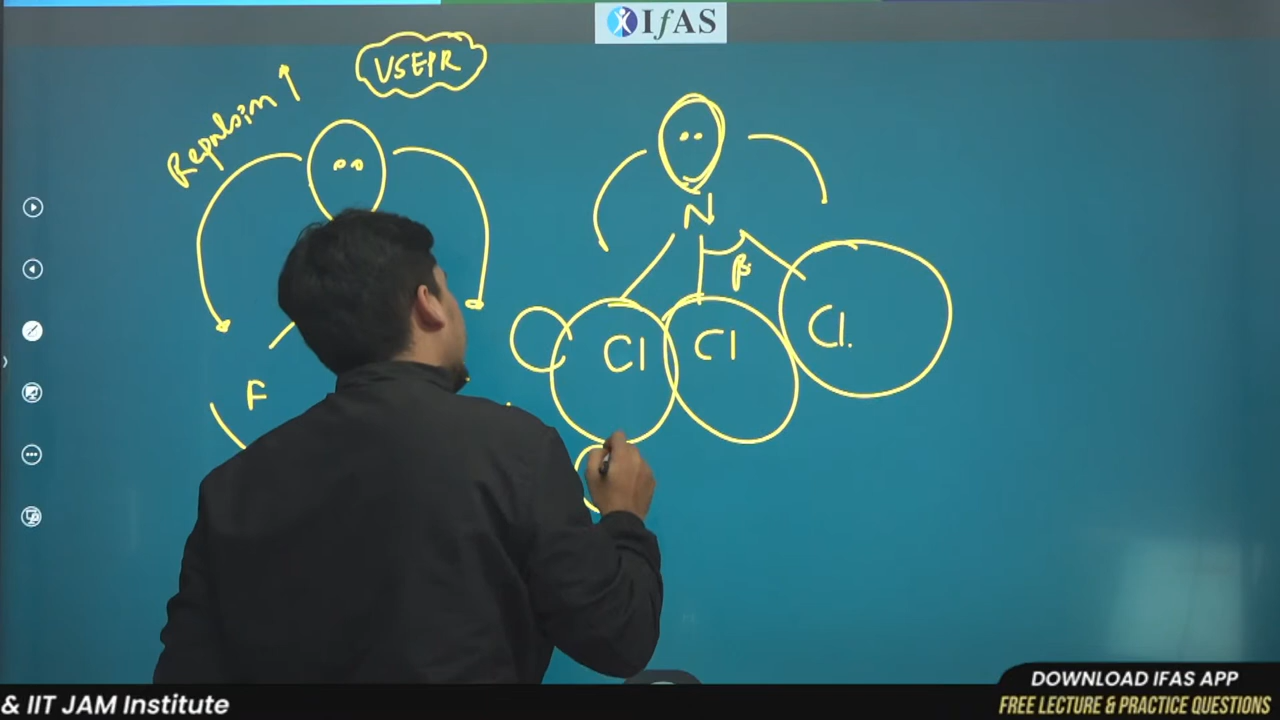 IfAS
VSEPR
Repulsion ↑
N
β
F
Cl
Cl
Cl.
& IIT JAM Institute
DOWNLOAD IFAS APP
FREE LECTURE & PRACTICE QUESTIONS